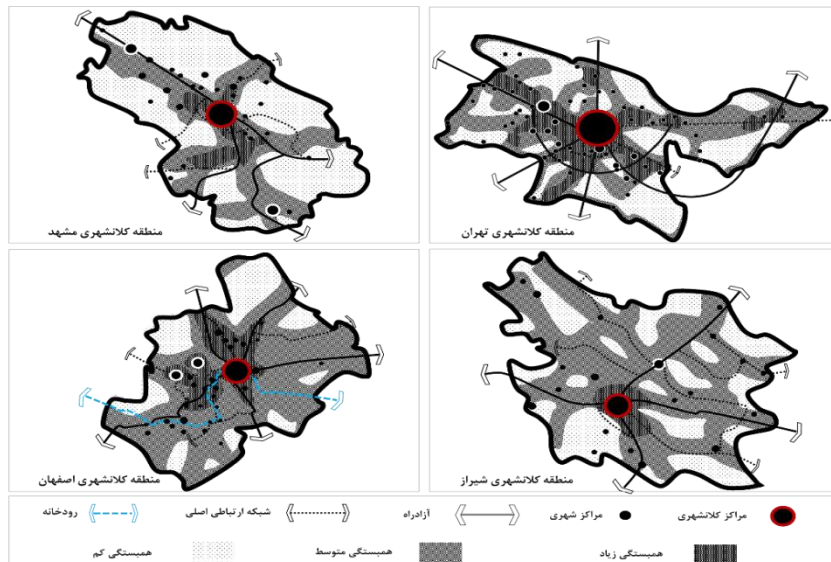 منطقه کلانشهری تهران
منطقه کلانشهری مشهد
منطقه کلانشهری شیراز
منطقه کلانشهری اصفهان
مراکز کلانشهری
مراکز شهری
آزادراه
شبکه ارتباطی اصلی
رودخانه
همبستگی زیاد
همبستگی متوسط
همبستگی کم